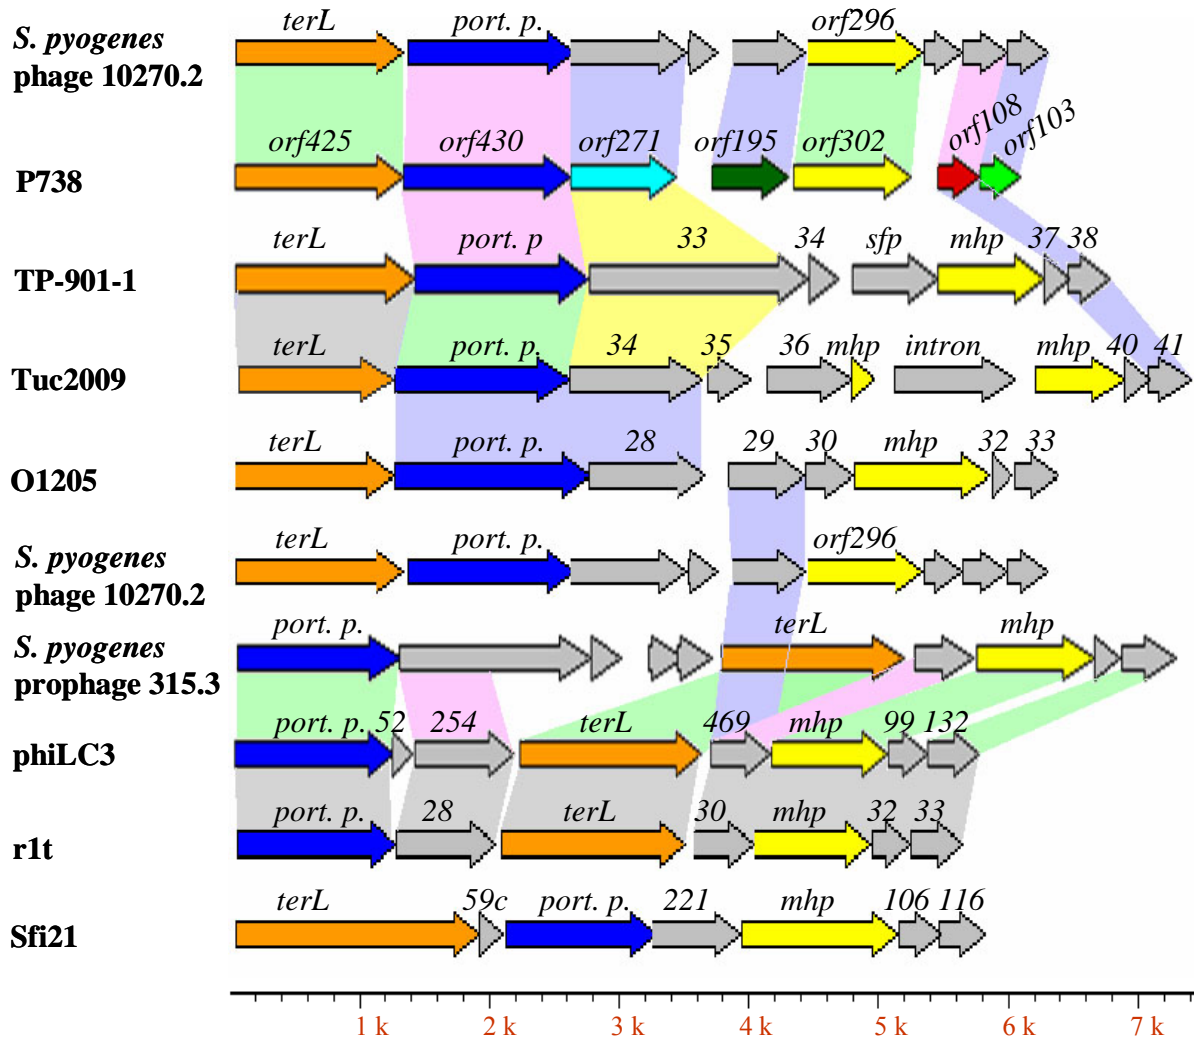 terL port. p. orf296
S. pyogenes
phage 10270.2
orf425 orf430 orf271 orf195 orf302 orf108 orf103
P738
terL port. p 33 34 sfp mhp 37 38
TP-901-1
terL port. p. 34 35 36 mhp intron mhp 40 41
Tuc2009
terL port. p. 28 29 30 mhp 32 33
O1205
terL port. p. orf296
S. pyogenes
phage 10270.2
port. p. terL mhp
S. pyogenes
prophage 315.3
port. p. 52 254 terL 469 mhp 99 132
phiLC3
port. p. 28 terL 30 mhp 32 33
r1t
terL 59c port. p. 221 mhp 106 116
Sfi21
1 k 2 k 3 k 4 k 5 k 6 k 7 k